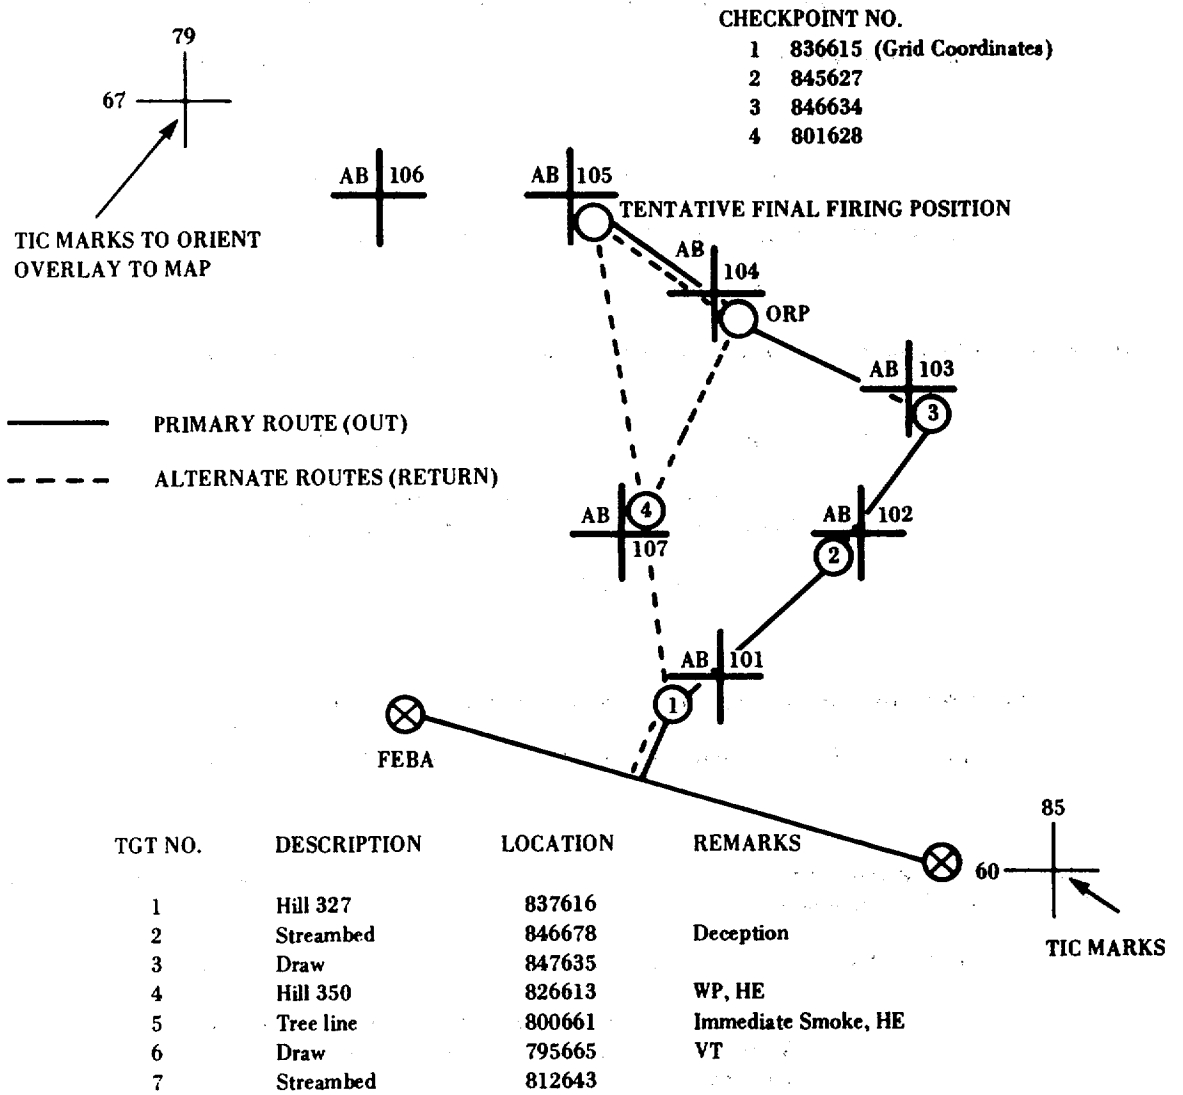 CHECKPOINT NO.
1 836615 (Grid Coordinates)
2 845627
3 846634
4 801628
79
67
TIC MARKS TO ORIENT
OVERLAY TO MAP
AB 106
AB 105
TENTATIVE FINAL FIRING POSITION
AB
104
ORP
AB 103
3
PRIMARY ROUTE (OUT)
ALTERNATE ROUTES (RETURN)
4
AB
107
AB 102
2
AB 101
1
FEBA
85
60
TIC MARKS
TGT NO. DESCRIPTION LOCATION REMARKS
1 Hill 327 837616
2 Streambed 846678 Deception
3 Draw 847635
4 Hill 350 826613 WP, HE
5 Tree line 800661 Immediate Smoke, HE
6 Draw 795665 VT
7 Streambed 812643